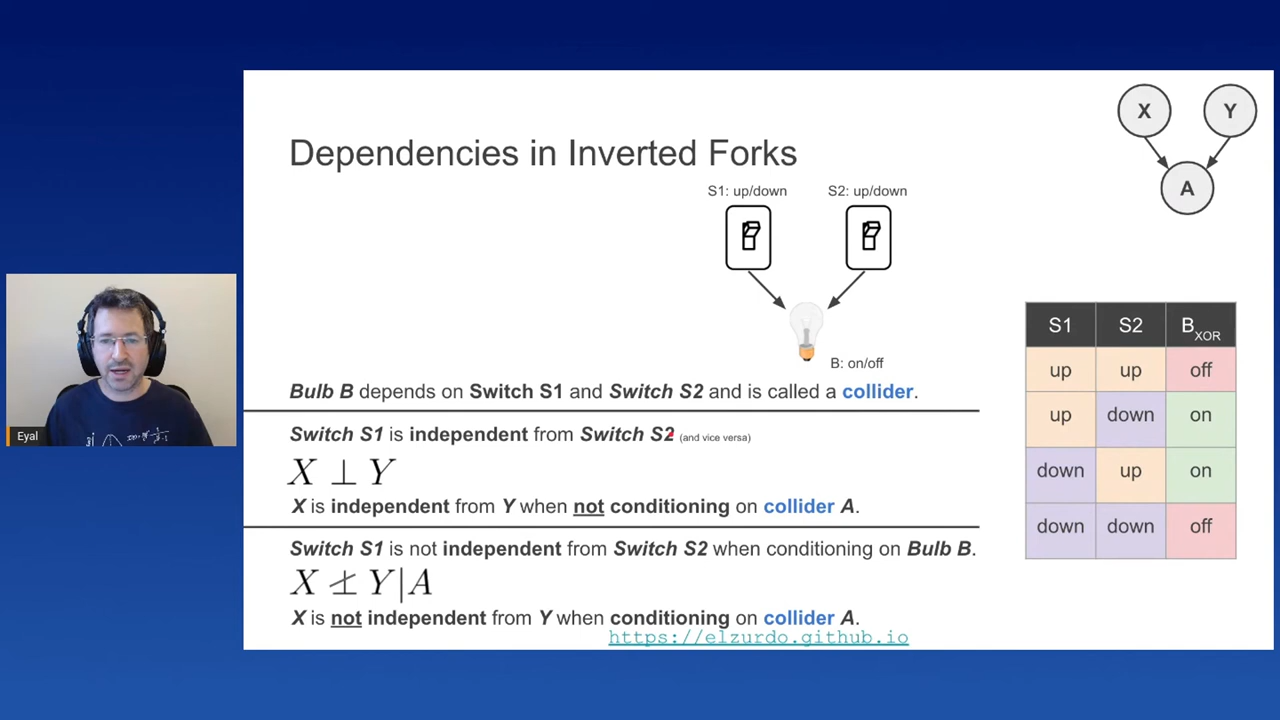 X Y
Dependencies in Inverted Forks
A
S1: up/down S2: up/down
S1 S2 B XOR
up up off
up down on
down up on
down down off
B: on/off
Bulb B depends on Switch S1 and Switch S2 and is called a collider.
Switch S1 is independent from Switch S2 (and vice versa)
X ⊥ Y
X is independent from Y when not conditioning on collider A.
Switch S1 is not independent from Switch S2 when conditioning on Bulb B.
X ⊥̸ Y|A
X is not independent from Y when conditioning on collider A.
https://elzurdo.github.io
Eyal